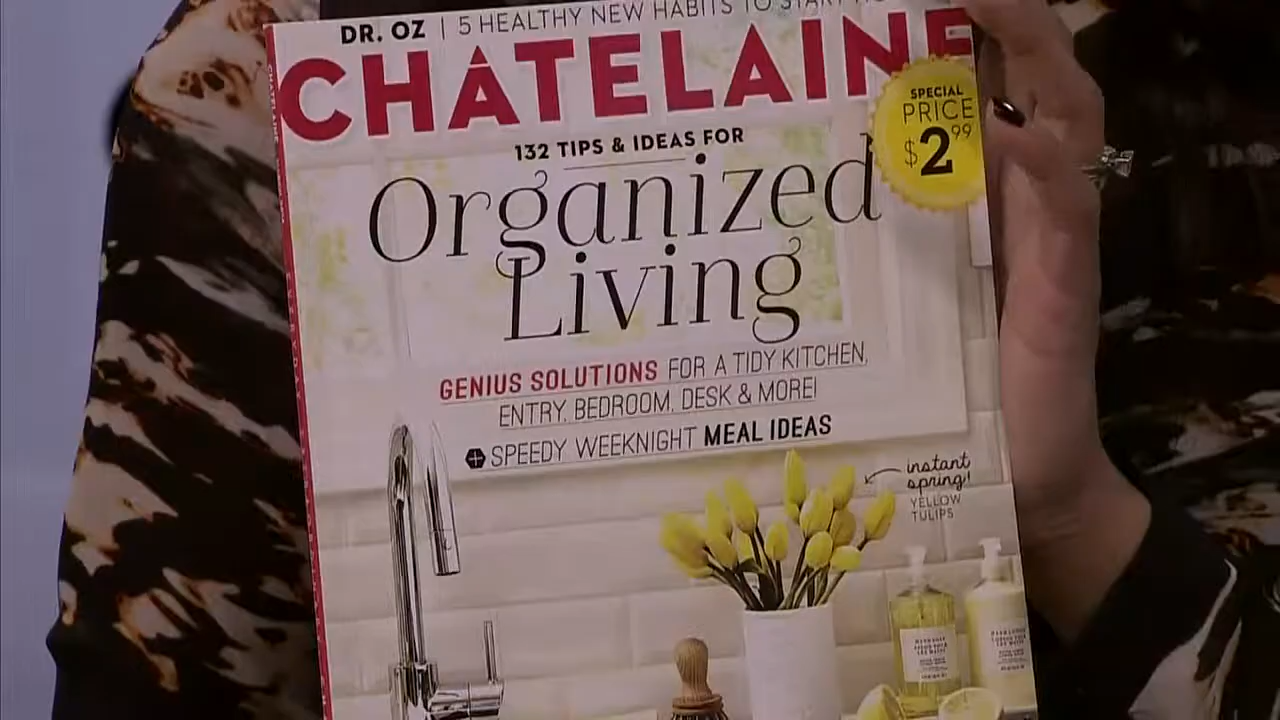 DR. OZ | 5 HEALTHY NEW HABITS TO START
CHÂTELAINE
SPECIAL
PRICE
$2.99
132 TIPS & IDEAS FOR
Organized
Living
GENIUS SOLUTIONS FOR A TIDY KITCHEN,
ENTRY, BEDROOM, DESK & MORE!
SPEEDY WEEKNIGHT MEAL IDEAS
instant
spring!
YELLOW
TULIPS